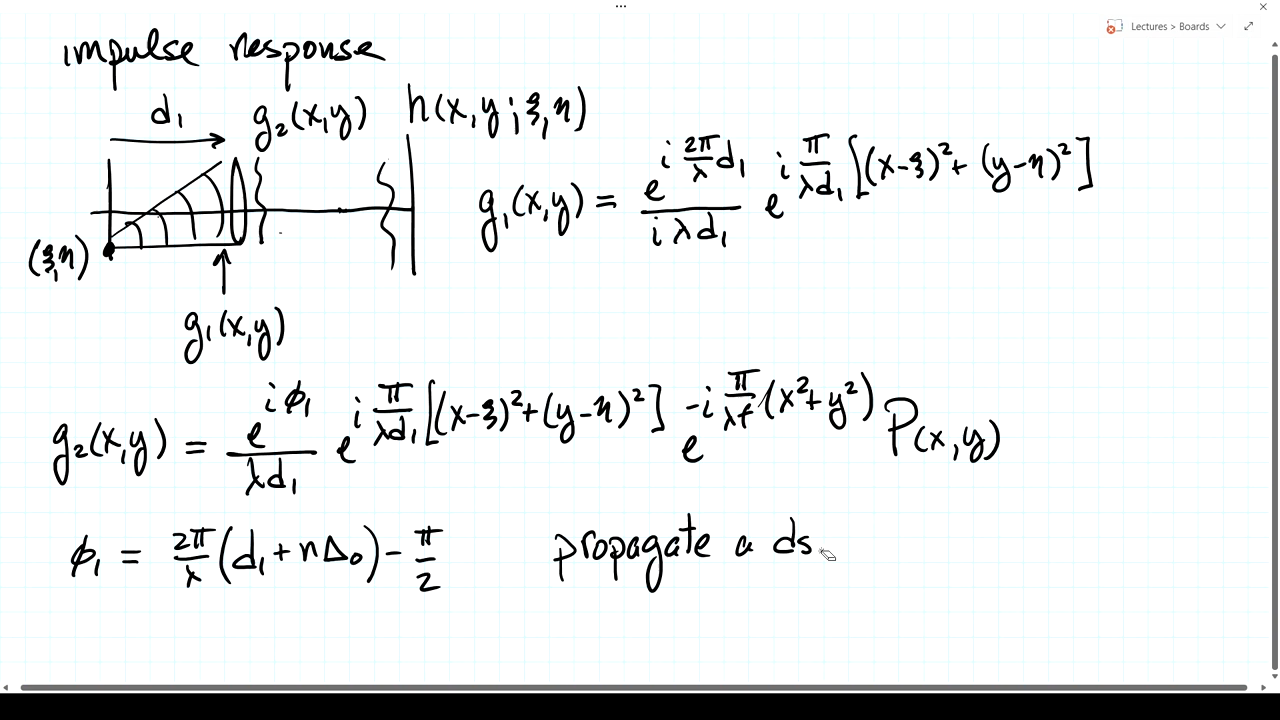 impulse response
Lectures > Boards
d₁ g₂(x,y) h(x,y;ξ,η)
g₁(x,y) = e^{i 2π/λ d₁} / iλd₁ e^{i π/λd₁ [(x-ξ)²+(y-η)²]}
(ξ,η)
g₁(x,y)
g₂(x,y) = e^{iϕ₁} / λd₁ e^{i π/λd₁ [(x-ξ)²+(y-η)²]} e^{-i π/λf (x²+y²)} P(x,y)
ϕ₁ = 2π/λ (d₁+nΔ₀) - π/2 propagate a ds